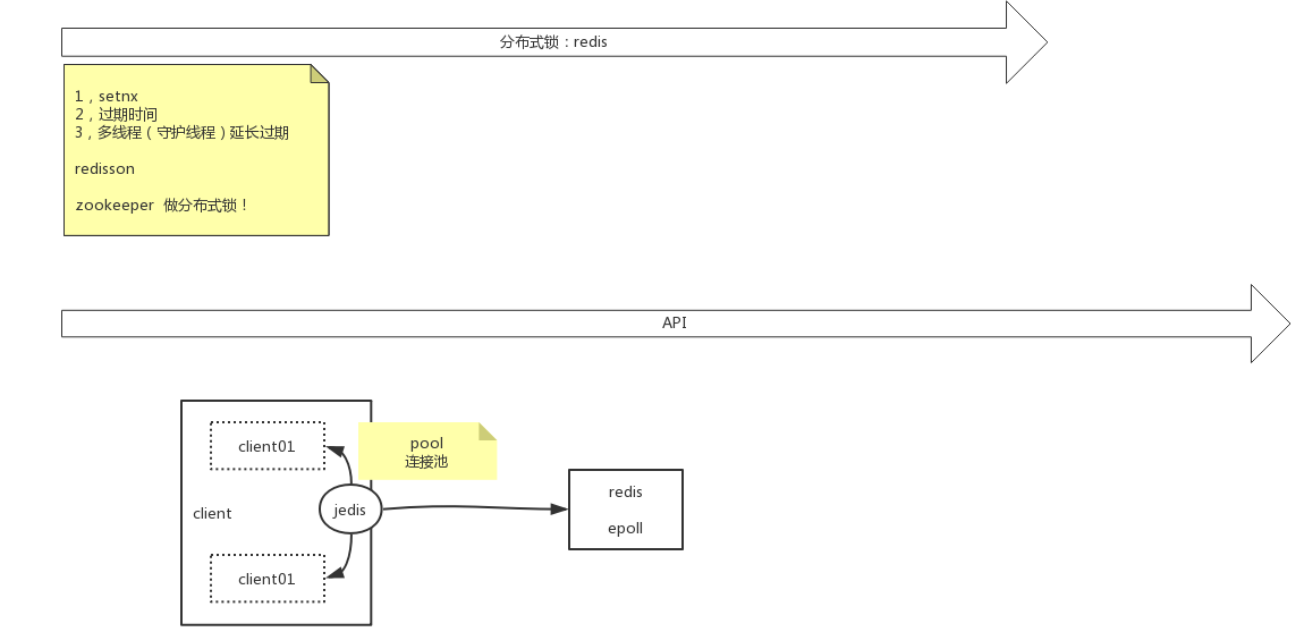 分布式锁：redis
1，setnx
2，过期时间
3，多线程（守护线程）延长过期
redisson
zookeeper 做分布式锁！
API
client01
pool
连接池
redis
client
jedis
epoll
client01